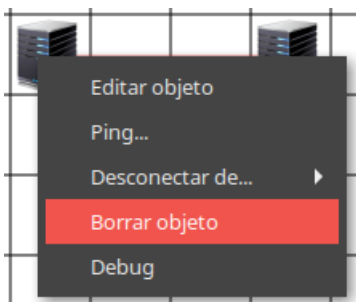 Editar objeto
Ping...
Desconectar de...
Borrar objeto
Debug